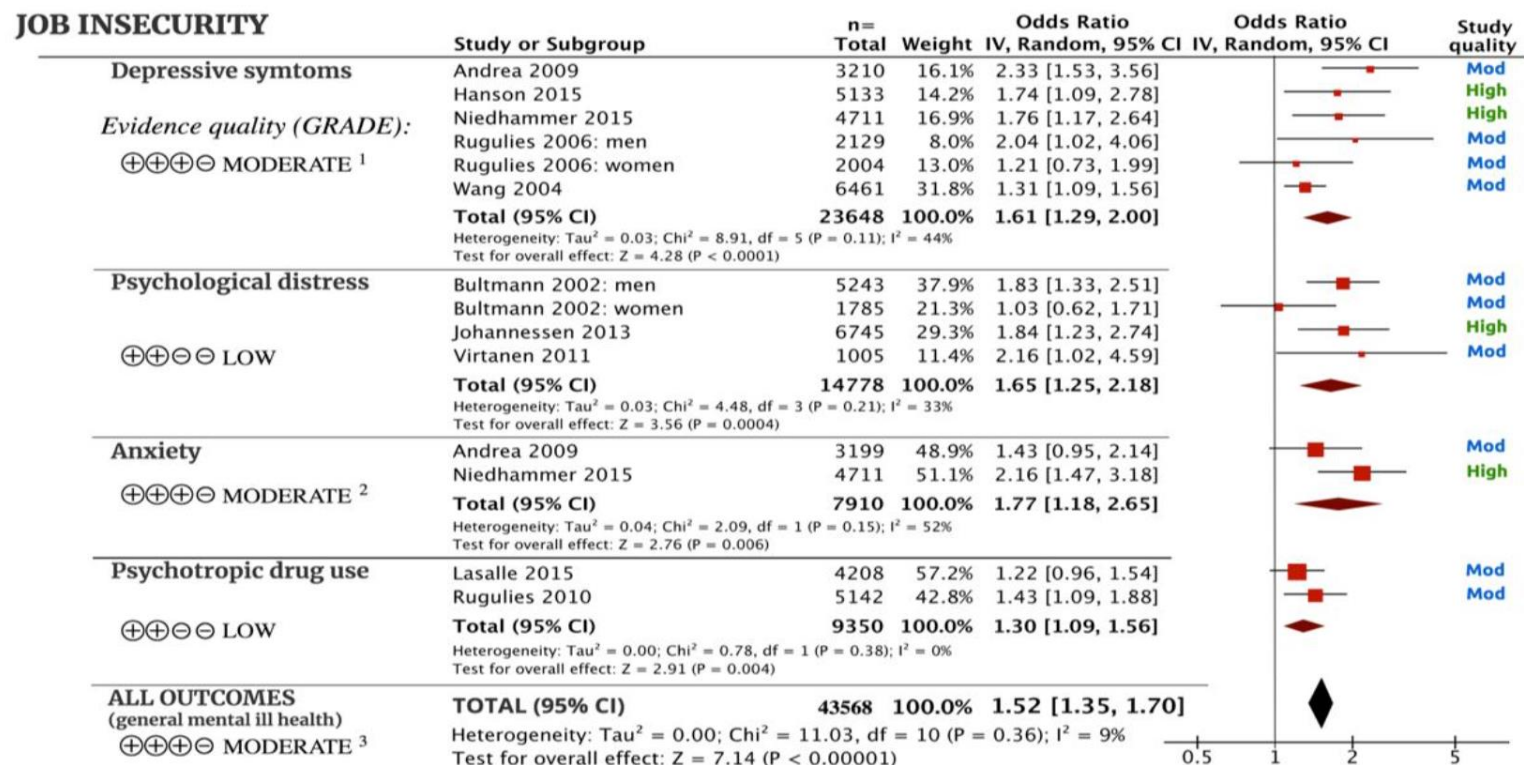 JOB INSECURITY
n= Odds Ratio Odds Ratio Study
Study or Subgroup Total Weight IV, Random, 95% CI IV, Random, 95% CI quality
Depressive symtoms Andrea 2009 3210 16.1% 2.33 [1.53, 3.56] Mod
Hanson 2015 5133 14.2% 1.74 [1.09, 2.78] High
Evidence quality (GRADE): Niedhammer 2015 4711 16.9% 1.76 [1.17, 2.64] High
Rugulies 2006: men 2129 8.0% 2.04 [1.02, 4.06] Mod
⊕⊕⊕⊖ MODERATE ¹ Rugulies 2006: women 2004 13.0% 1.21 [0.73, 1.99] Mod
Wang 2004 6461 31.8% 1.31 [1.09, 1.56] Mod
Total (95% CI) 23648 100.0% 1.61 [1.29, 2.00]
Heterogeneity: Tau² = 0.03; Chi² = 8.91, df = 5 (P = 0.11); I² = 44%
Test for overall effect: Z = 4.28 (P < 0.0001)
Psychological distress Bultmann 2002: men 5243 37.9% 1.83 [1.33, 2.51] Mod
Bultmann 2002: women 1785 21.3% 1.03 [0.62, 1.71] Mod
Johannessen 2013 6745 29.3% 1.84 [1.23, 2.74] High
⊕⊕⊖⊖ LOW Virtanen 2011 1005 11.4% 2.16 [1.02, 4.59] Mod
Total (95% CI) 14778 100.0% 1.65 [1.25, 2.18]
Heterogeneity: Tau² = 0.03; Chi² = 4.48, df = 3 (P = 0.21); I² = 33%
Test for overall effect: Z = 3.56 (P = 0.0004)
Anxiety Andrea 2009 3199 48.9% 1.43 [0.95, 2.14] Mod
Niedhammer 2015 4711 51.1% 2.16 [1.47, 3.18] High
⊕⊕⊕⊖ MODERATE ² Total (95% CI) 7910 100.0% 1.77 [1.18, 2.65]
Heterogeneity: Tau² = 0.04; Chi² = 2.09, df = 1 (P = 0.15); I² = 52%
Test for overall effect: Z = 2.76 (P = 0.006)
Psychotropic drug use Lasalle 2015 4208 57.2% 1.22 [0.96, 1.54] Mod
Rugulies 2010 5142 42.8% 1.43 [1.09, 1.88] Mod
⊕⊕⊖⊖ LOW Total (95% CI) 9350 100.0% 1.30 [1.09, 1.56]
Heterogeneity: Tau² = 0.00; Chi² = 0.78, df = 1 (P = 0.38); I² = 0%
Test for overall effect: Z = 2.91 (P = 0.004)
ALL OUTCOMES TOTAL (95% CI) 43568 100.0% 1.52 [1.35, 1.70]
(general mental ill health)
⊕⊕⊕⊖ MODERATE ³ Heterogeneity: Tau² = 0.00; Chi² = 11.03, df = 10 (P = 0.36); I² = 9%
Test for overall effect: Z = 7.14 (P < 0.00001) 0.5 1 2 5